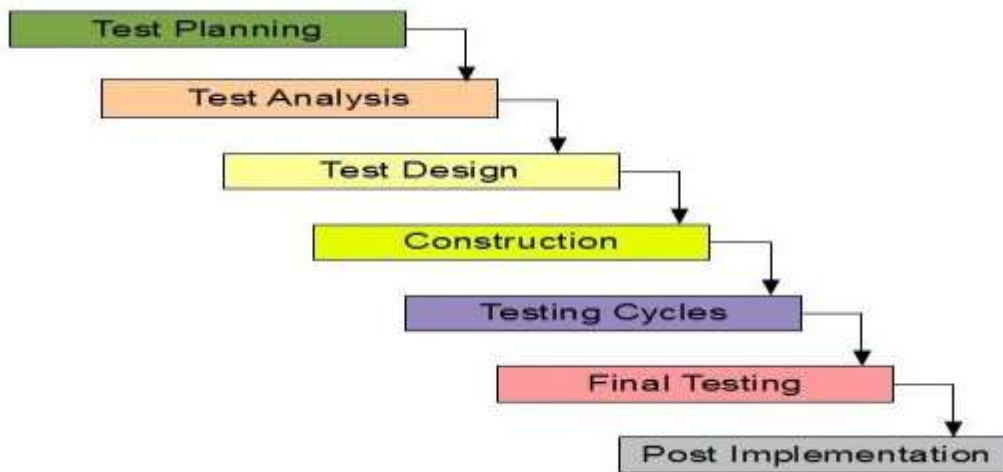 Test Planning
Test Analysis
Test Design
Construction
Testing Cycles
Final Testing
Post Implementation